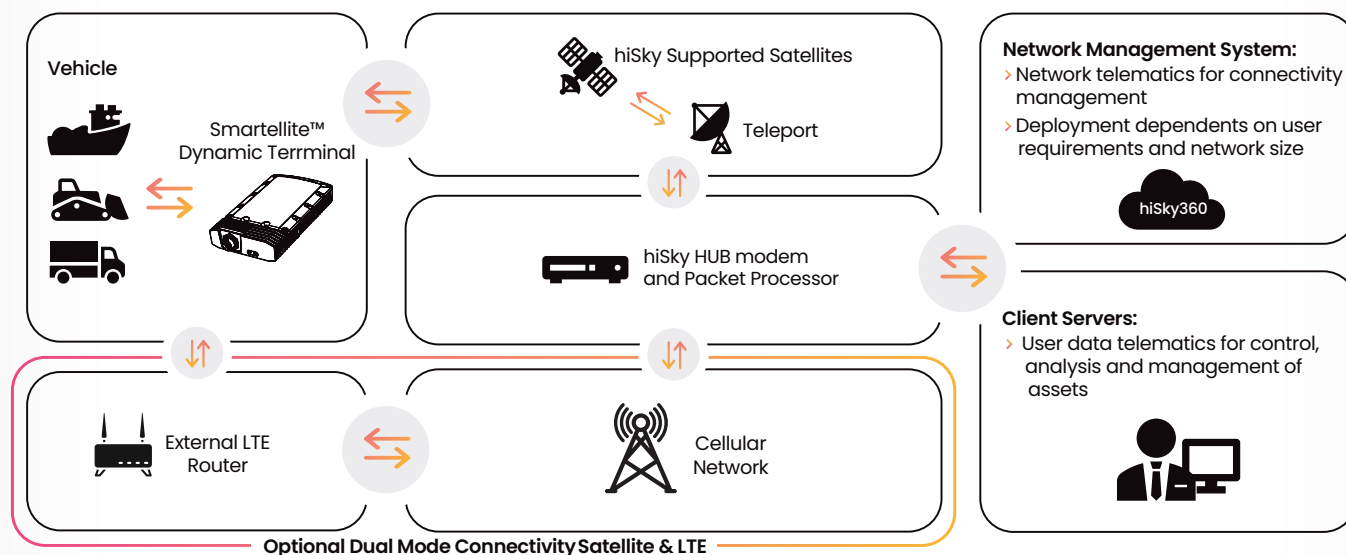 Vehicle
Smartellite™
Dynamic Terrminal
hiSky Supported Satellites
Teleport
hiSky HUB modem
and Packet Processor
Network Management System:
Network telematics for connectivity
management
Deployment dependents on user
requirements and network size
hiSky360
Client Servers:
User data telematics for control,
analysis and management of
assets
External LTE
Router
Cellular
Network
Optional Dual Mode Connectivity Satellite & LTE